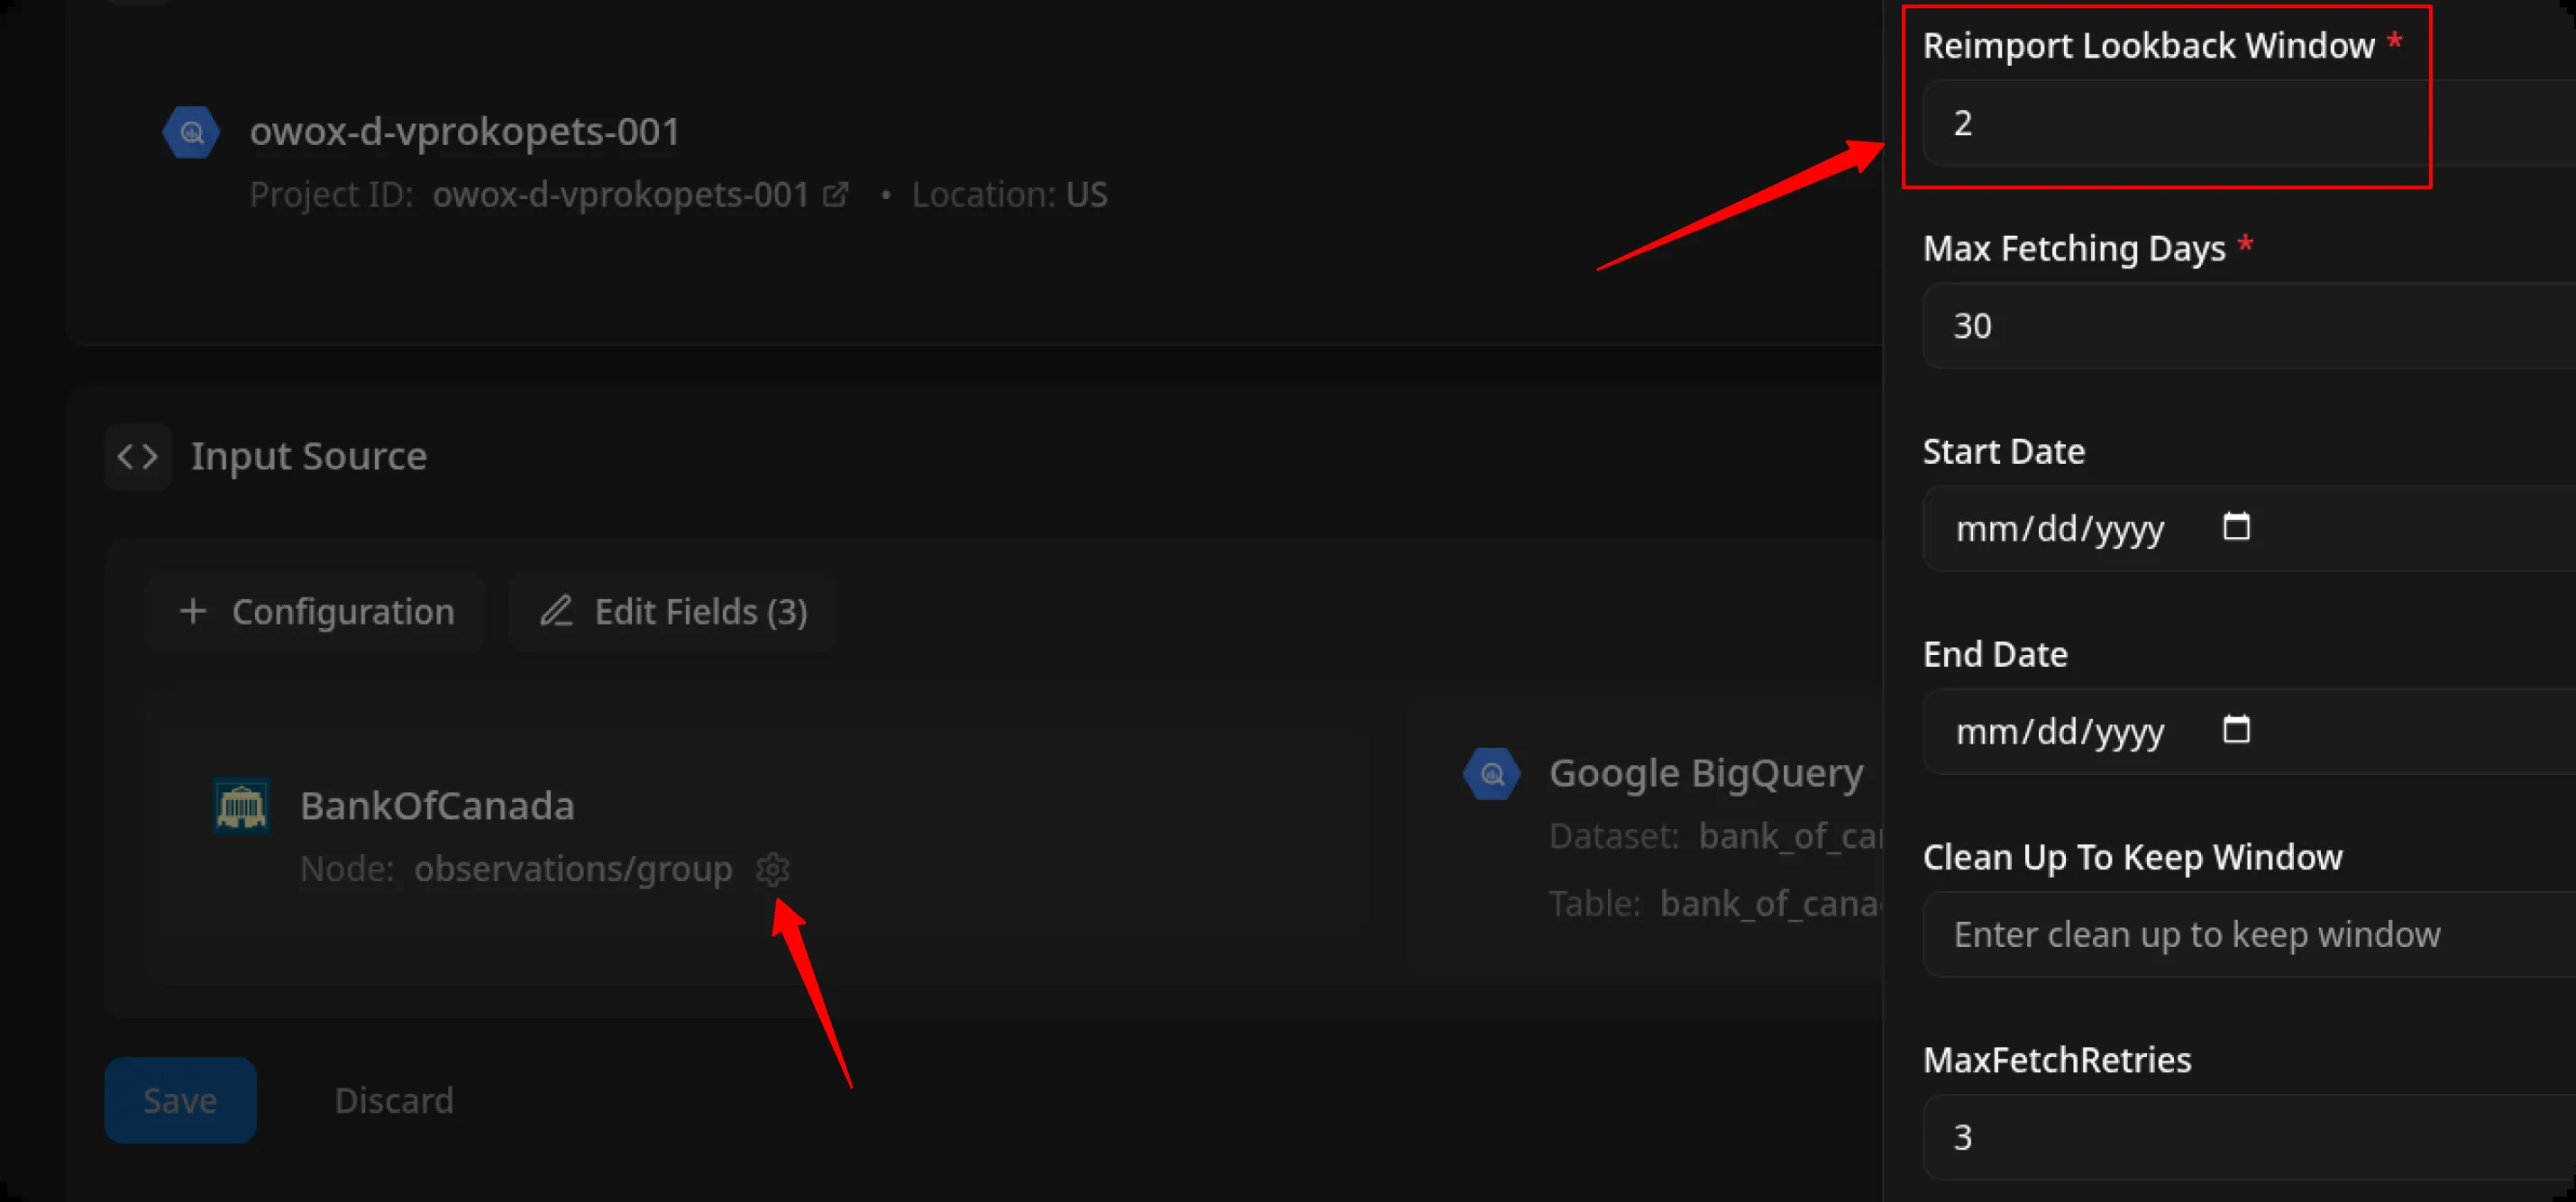 owox-d-vprokopets-001
Project ID: owox-d-vprokopets-001 • Location: US
Input Source
+ Configuration
Edit Fields (3)
BankOfCanada
Node: observations/group
Google BigQuery
Dataset: bank_of_ca
Table: bank_of_cana
Save
Discard
Reimport Lookback Window *
2
Max Fetching Days *
30
Start Date
mm/dd/yyyy
End Date
mm/dd/yyyy
Clean Up To Keep Window
Enter clean up to keep window
MaxFetchRetries
3